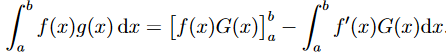 ∫_a^b f(x)g(x) dx = [f(x)G(x)]_a^b − ∫_a^b f′(x)G(x)dx.